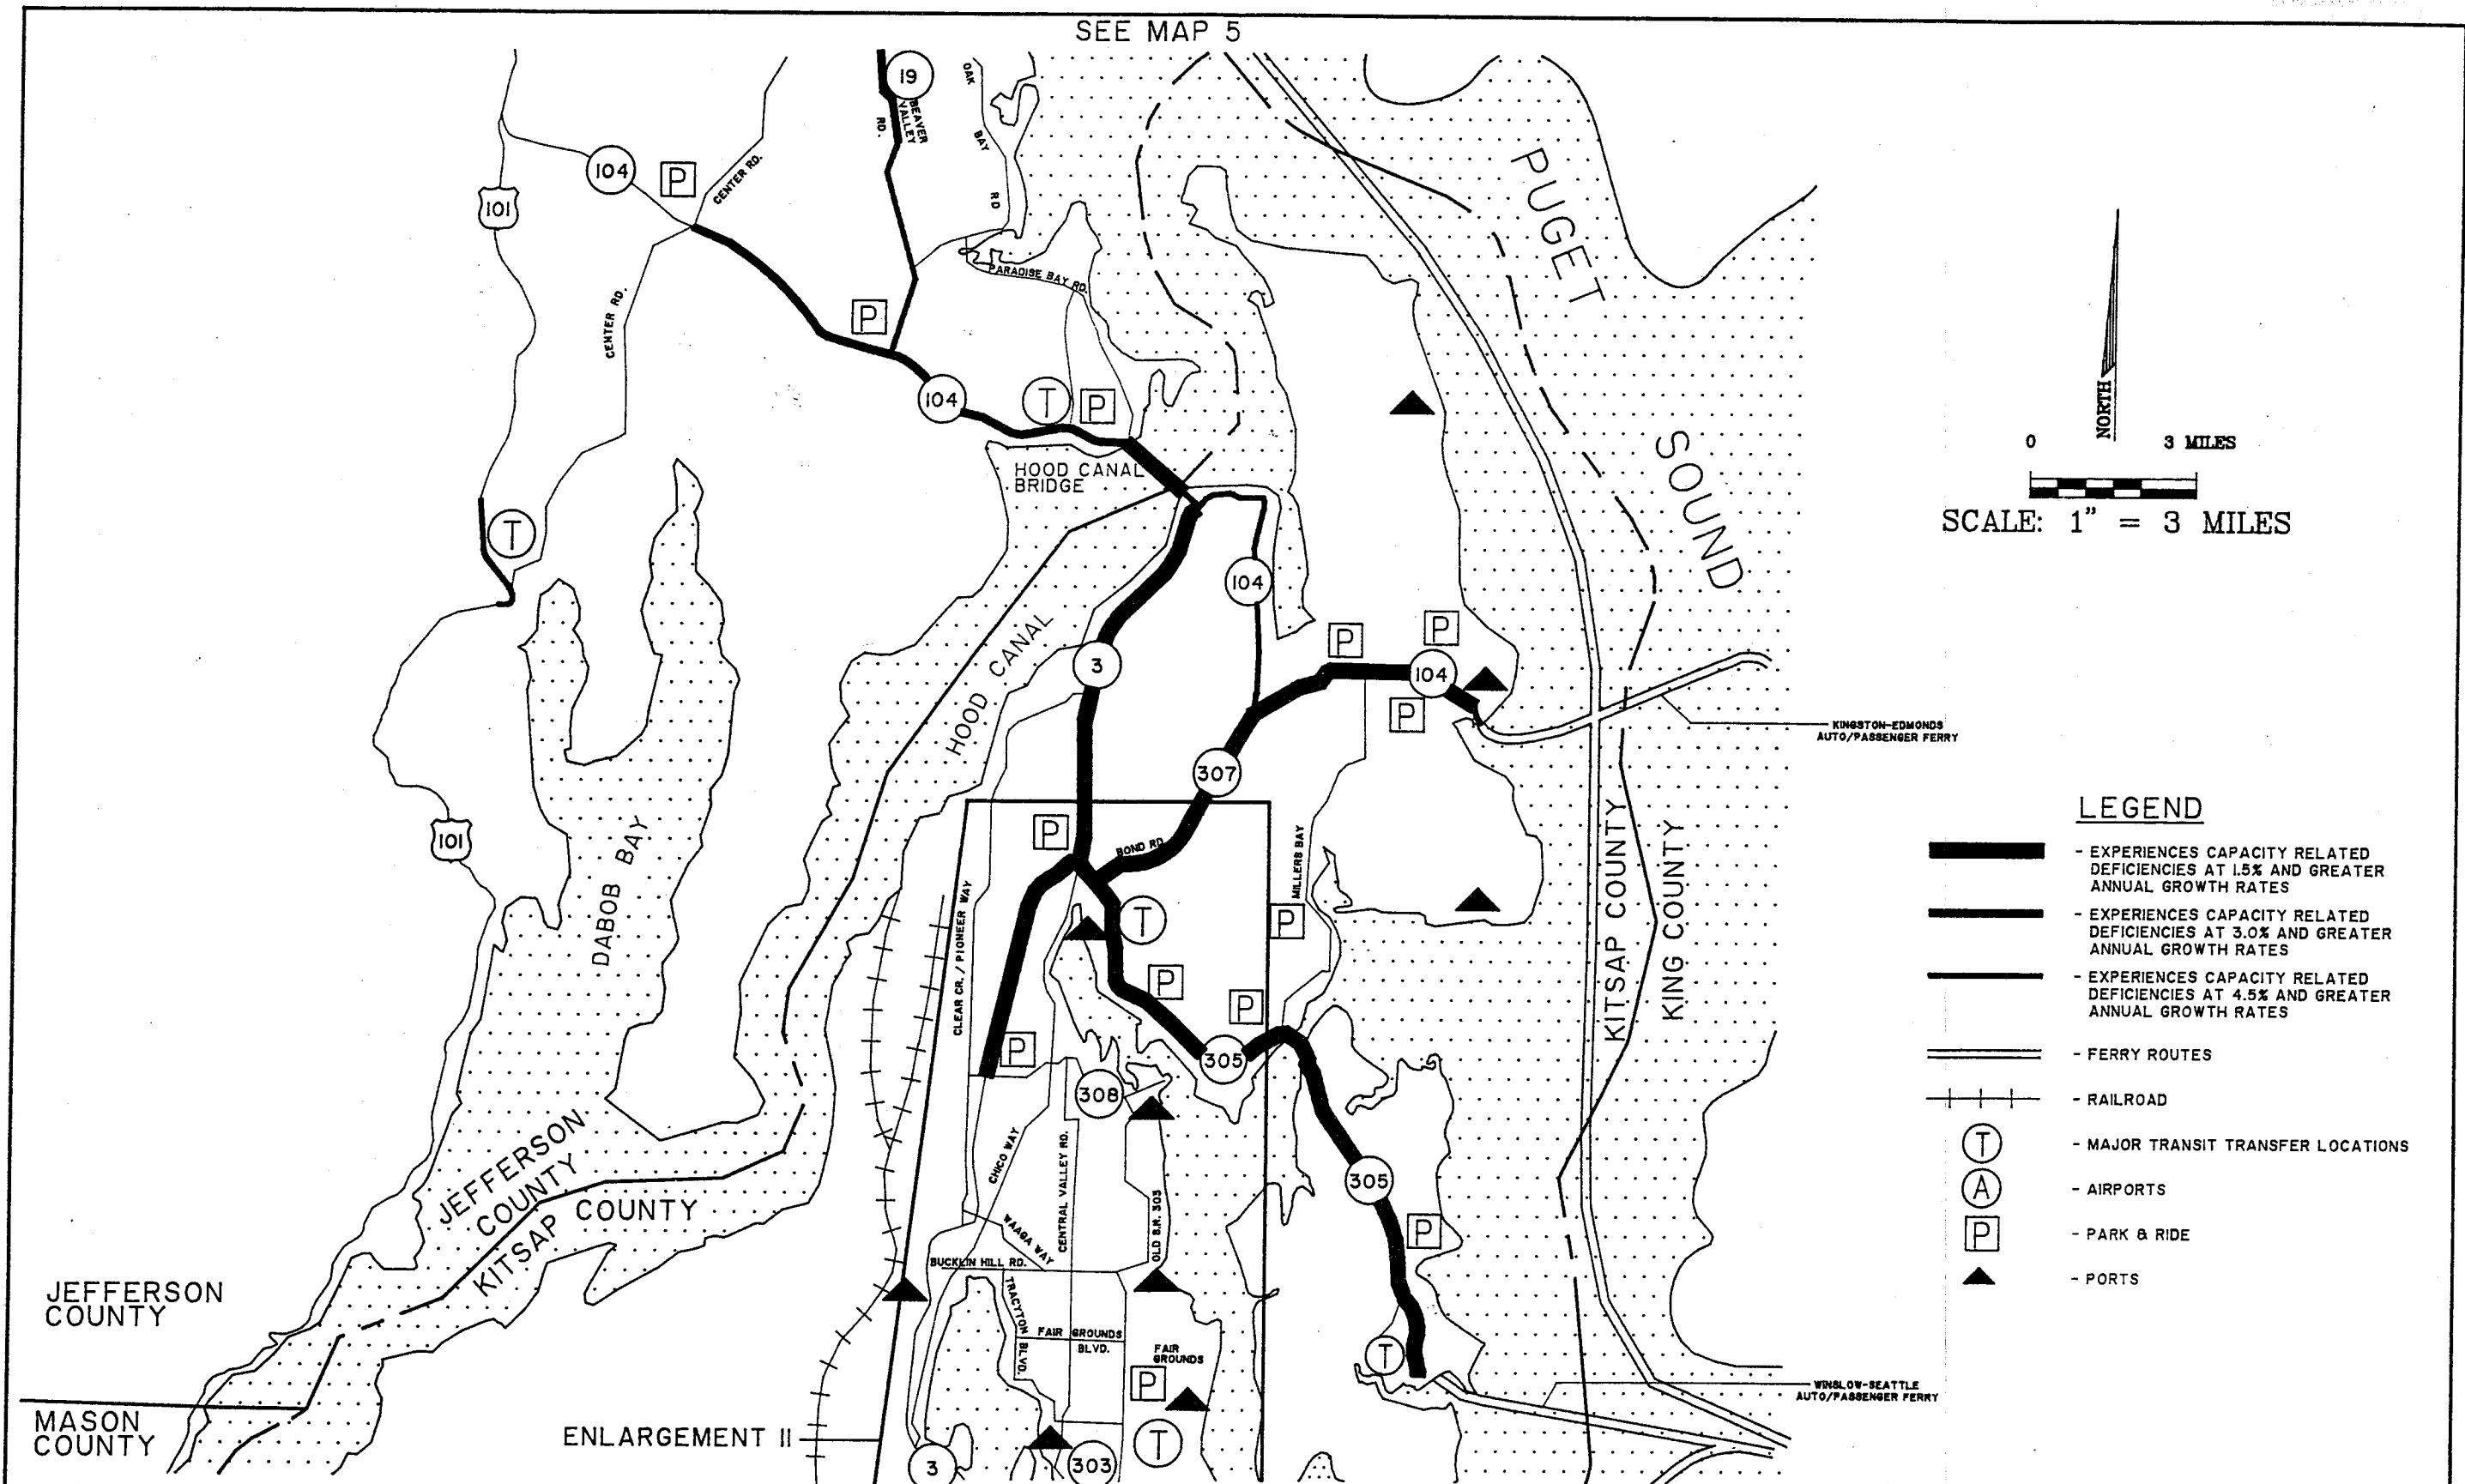 SEE MAP 5
19
BEAVER
VALLEY
RD.
OAK
BAY
RD
104
P
CENTER RD.
101
PUGET
SOUND
PARADISE BAY RD.
CENTER RD.
P
104
T
P
HOOD CANAL
BRIDGE
NORTH
0 3 MILES
SCALE: 1" = 3 MILES
T
104
HOOD CANAL
3
P
P
104
P
KINGSTON-EDMONDS
AUTO/PASSENGER FERRY
307
101
DABOB BAY
P
BOND RD
MILLERS BAY
P
KITSAP COUNTY
KING COUNTY
CLEAR CR. / PIONEER WAY
T
P
P
P
305
308
CHICO WAY
CENTRAL VALLEY RD.
OLD S.R. 303
WAAGA WAY
BUCKLIN HILL RD.
TRACYTON
BLVD.
FAIR GROUNDS
BLVD.
FAIR
GROUNDS
P
T
305
P
T
WINSLOW-SEATTLE
AUTO/PASSENGER FERRY
JEFFERSON
COUNTY
KITSAP COUNTY
JEFFERSON
COUNTY
MASON
COUNTY
ENLARGEMENT II
3
303
LEGEND
- EXPERIENCES CAPACITY RELATED
DEFICIENCIES AT 1.5% AND GREATER
ANNUAL GROWTH RATES
- EXPERIENCES CAPACITY RELATED
DEFICIENCIES AT 3.0% AND GREATER
ANNUAL GROWTH RATES
- EXPERIENCES CAPACITY RELATED
DEFICIENCIES AT 4.5% AND GREATER
ANNUAL GROWTH RATES
- FERRY ROUTES
- RAILROAD
T - MAJOR TRANSIT TRANSFER LOCATIONS
A - AIRPORTS
P - PARK & RIDE
- PORTS